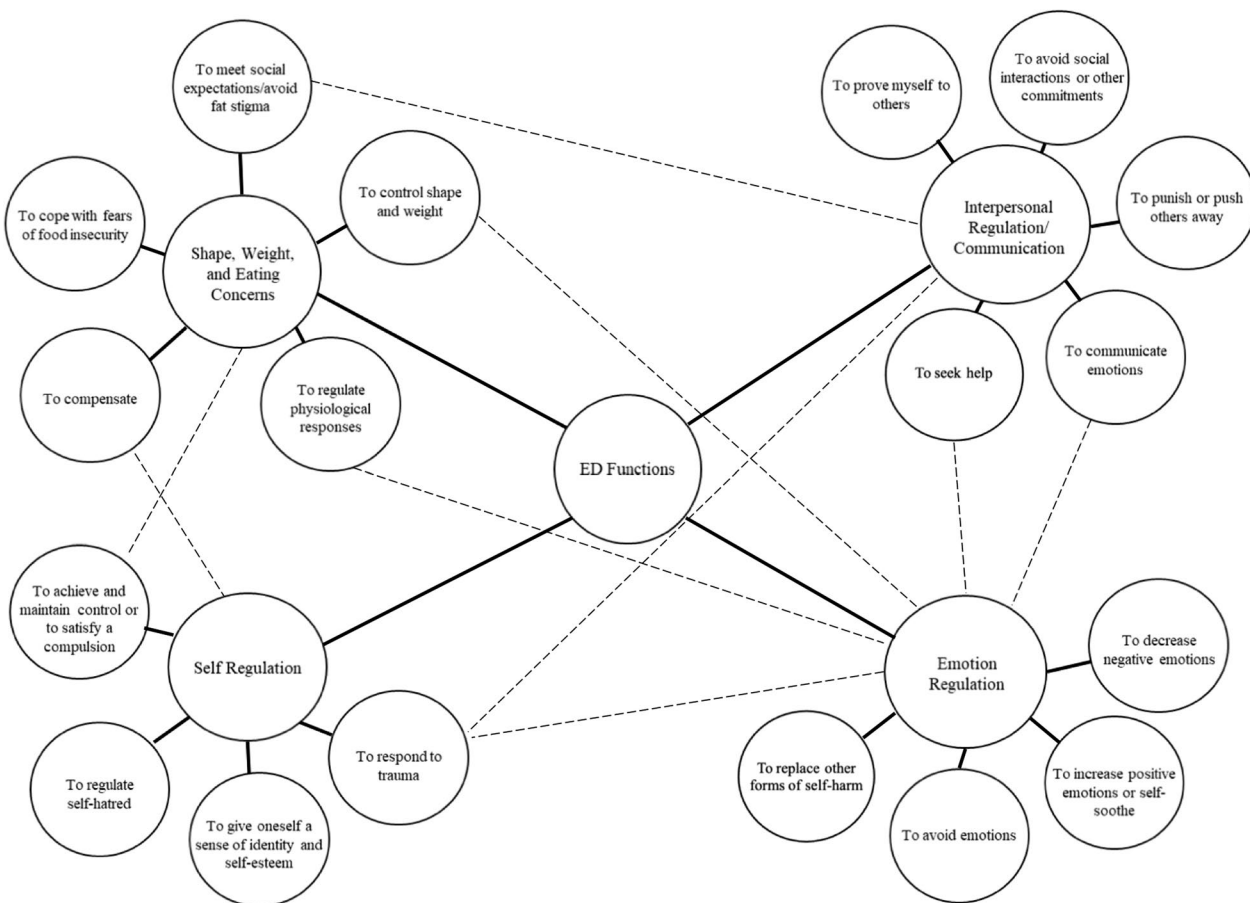 To meet social
expectations/avoid
fat stigma
To control shape
and weight
To cope with fears
of food insecurity
Shape, Weight,
and Eating
Concerns
To compensate
To regulate
physiological
responses
To prove myself to
others
To avoid social
interactions or other
commitments
To punish or push
others away
Interpersonal
Regulation/
Communication
To seek help
To communicate
emotions
ED Functions
To achieve and
maintain control or
to satisfy a
compulsion
Self Regulation
To regulate
self-hatred
To give oneself a
sense of identity and
self-esteem
To respond to
trauma
Emotion
Regulation
To decrease
negative emotions
To replace other
forms of self-harm
To avoid emotions
To increase positive
emotions or self-
soothe